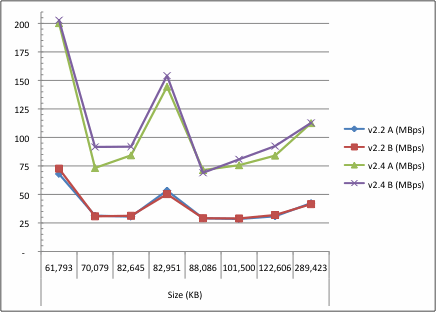 200
175
150
125
100
75
50
25
-
61,793 70,079 82,645 82,951 88,086 101,500 122,606 289,423
Size (KB)
v2.2 A (MBps)
v2.2 B (MBps)
v2.4 A (MBps)
v2.4 B (MBps)